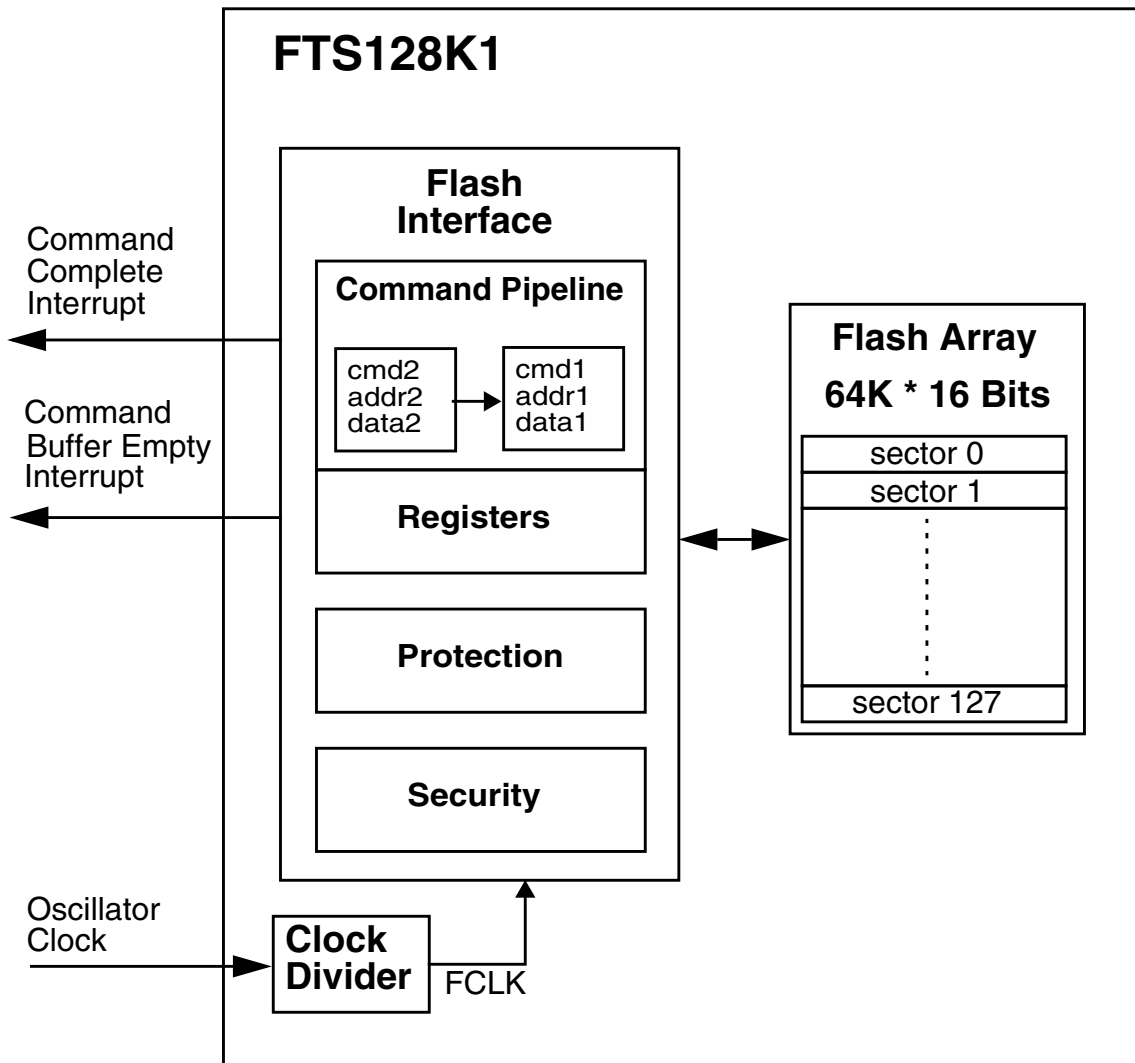 FTS128K1
Flash
Interface
Command
Complete
Interrupt
Command Pipeline
cmd2
addr2
data2
cmd1
addr1
data1
Command
Buffer Empty
Interrupt
Registers
Protection
Security
Flash Array
64K * 16 Bits
sector 0
sector 1
sector 127
Oscillator
Clock
Clock
Divider
FCLK